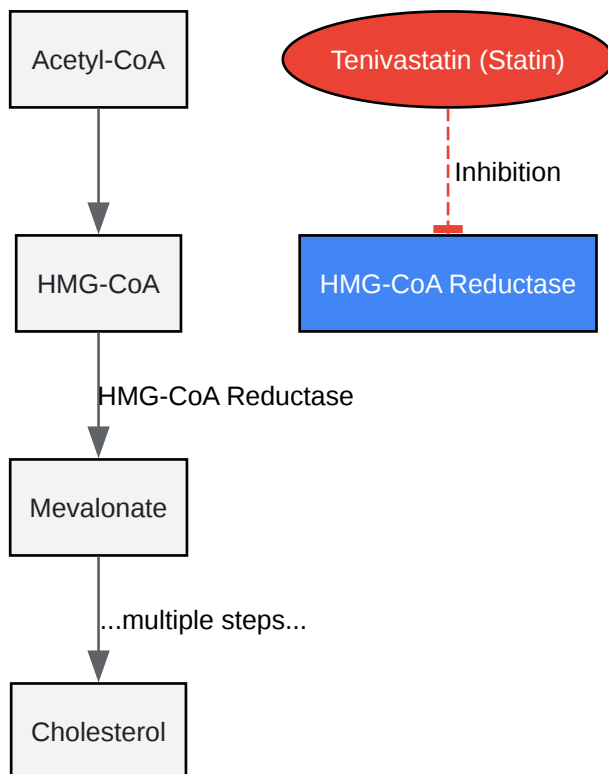 Acetyl-CoA
Tenivastatin (Statin)
Inhibition
HMG-CoA
HMG-CoA Reductase
HMG-CoA Reductase
Mevalonate
...multiple steps...
Cholesterol